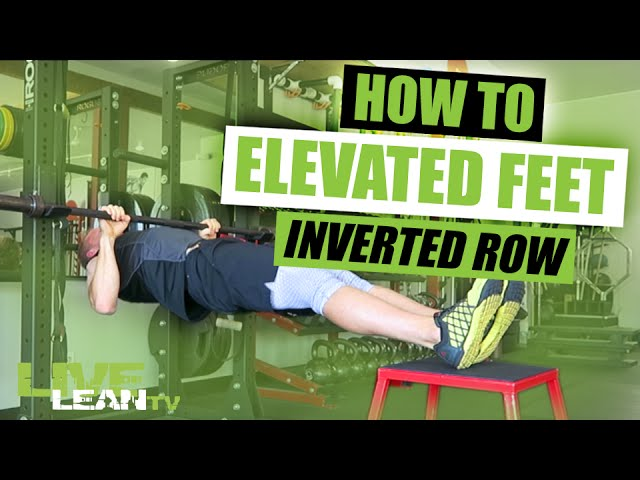 HOW TO
ELEVATED FEET
INVERTED ROW
LIVE
LEAN TV